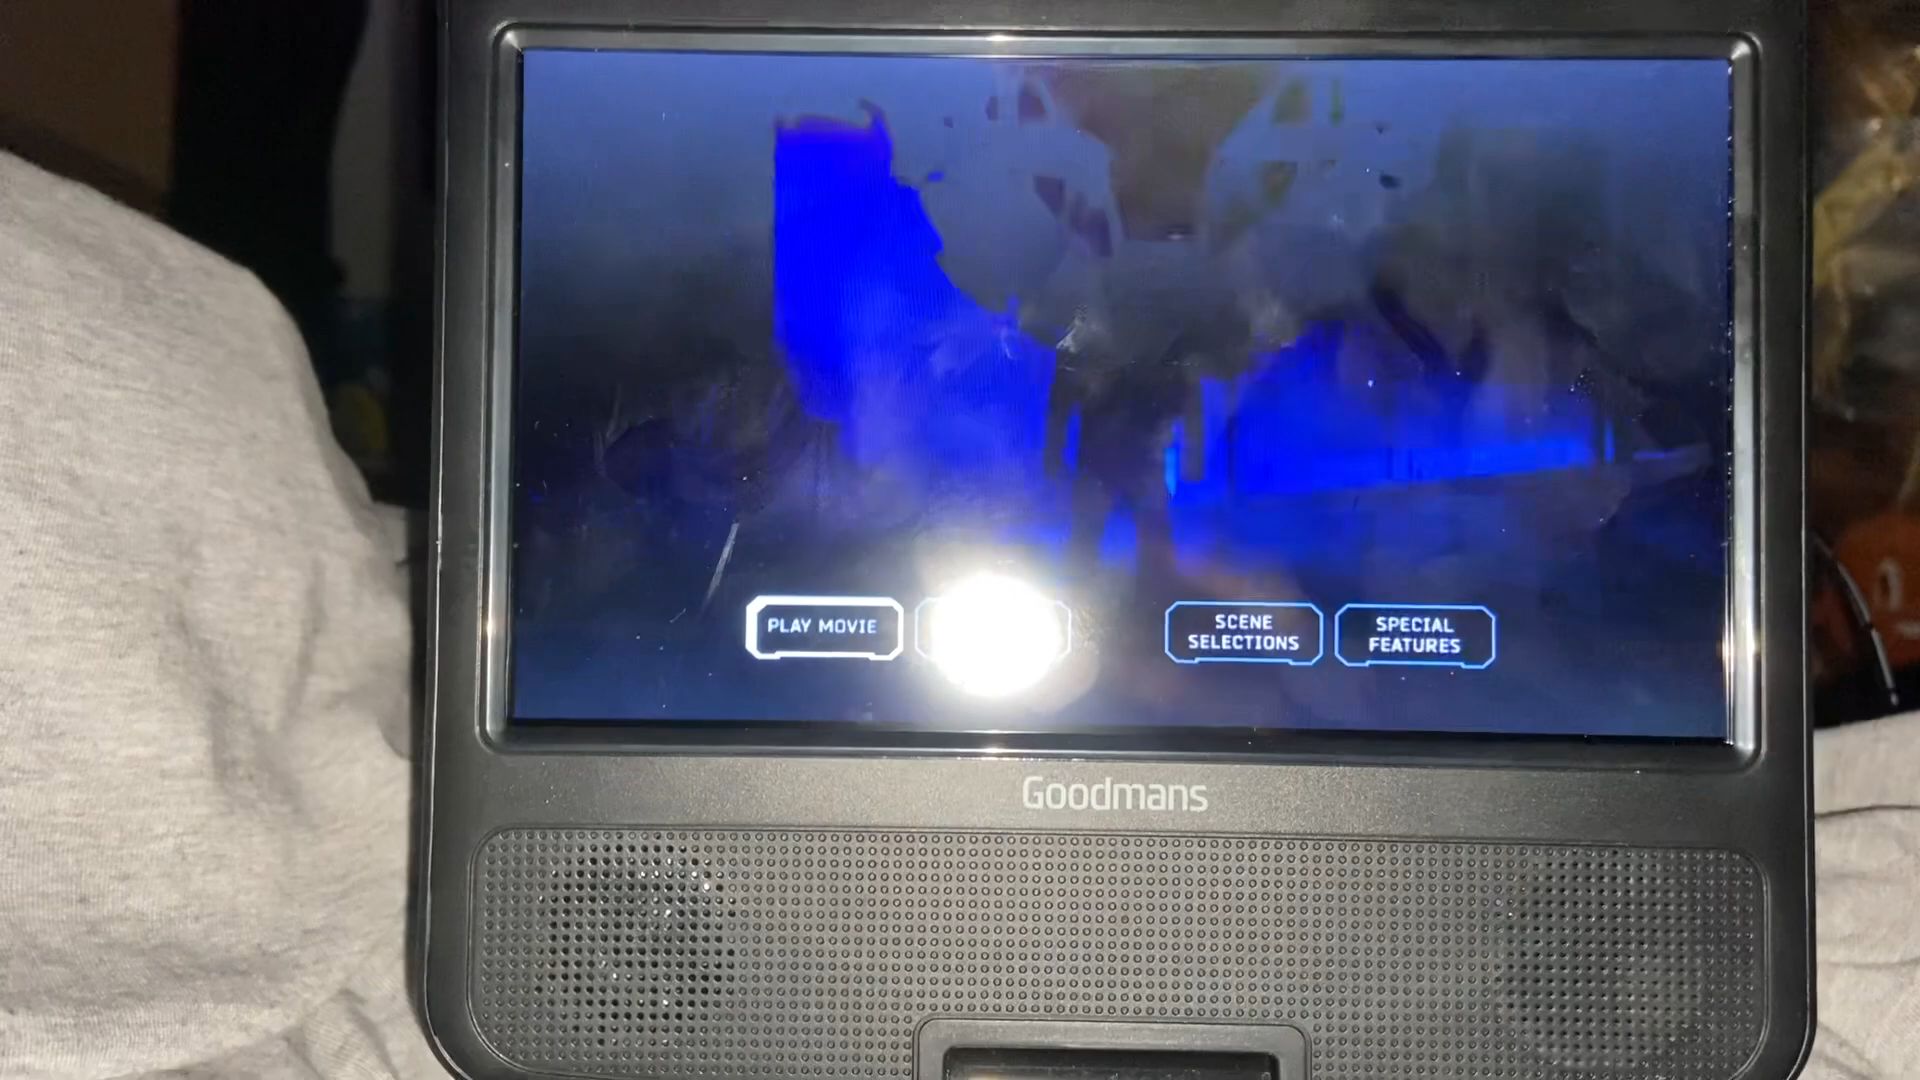 PLAY MOVIE
SCENE
SELECTIONS
SPECIAL
FEATURES
Goodmans